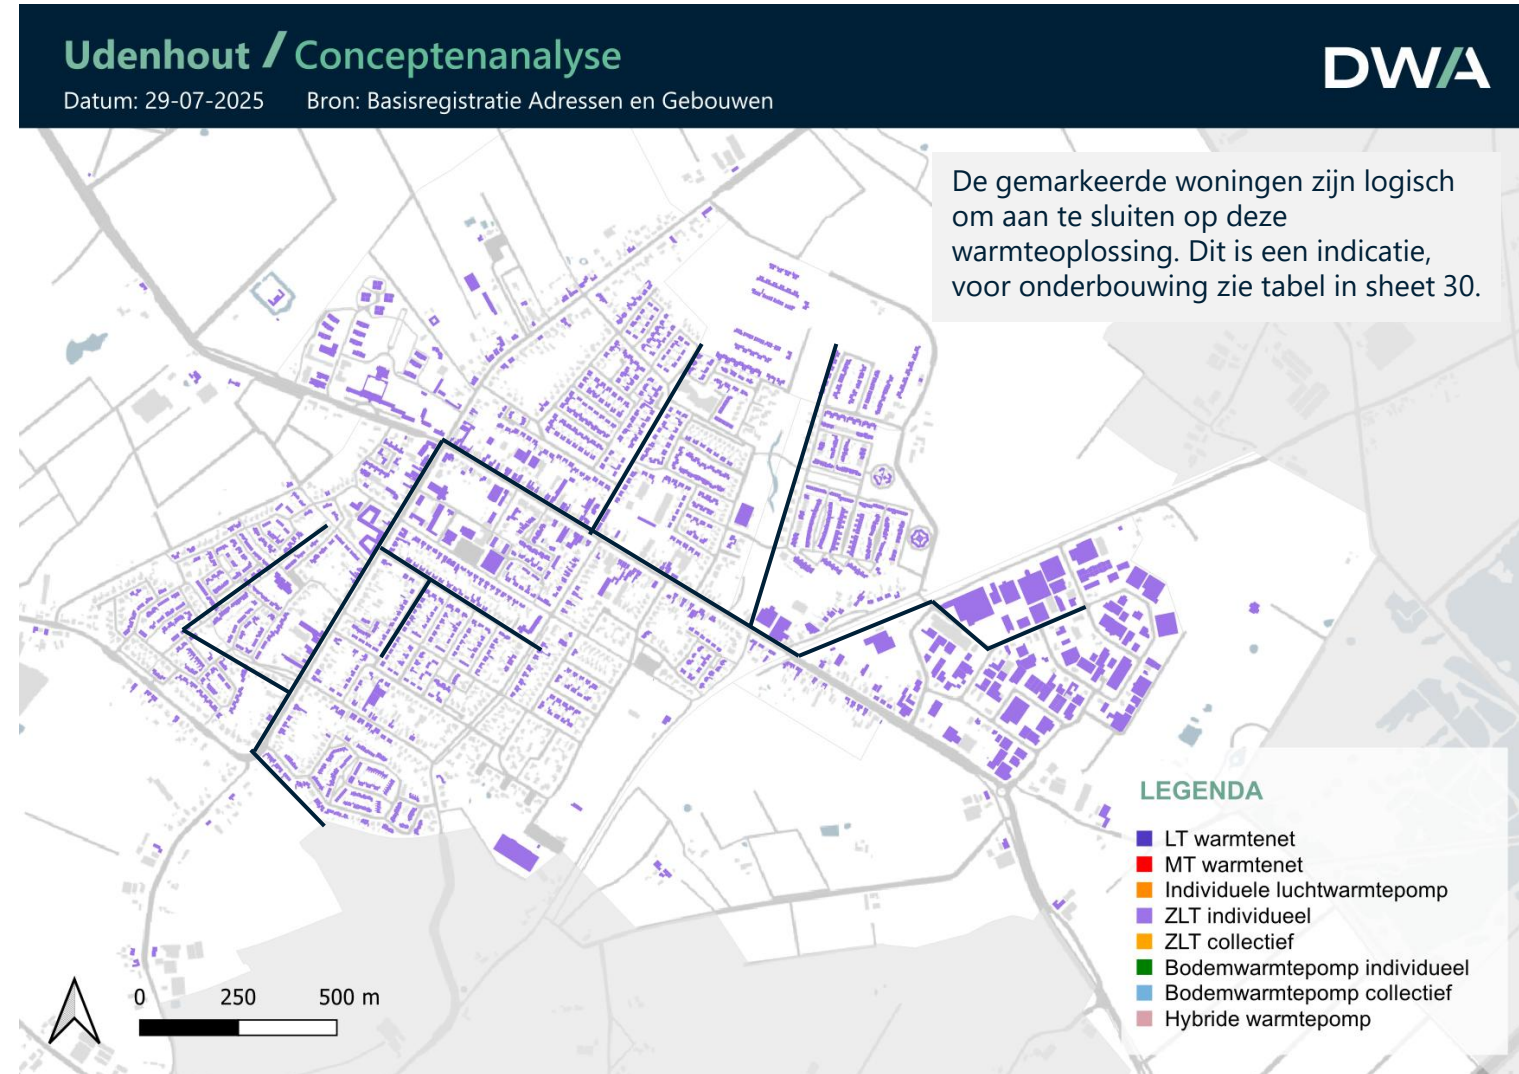 Udenhout / Conceptenanalyse
Datum: 29-07-2025 Bron: Basisregistratie Adressen en Gebouwen
DWA
De gemarkeerde woningen zijn logisch
om aan te sluiten op deze
warmteoplossing. Dit is een indicatie,
voor onderbouwing zie tabel in sheet 30.
LEGENDA
LT warmtenet
MT warmtenet
Individuele luchtwarmtepomp
ZLT individueel
ZLT collectief
Bodemwarmtepomp individueel
Bodemwarmtepomp collectief
Hybride warmtepomp
0 250 500 m